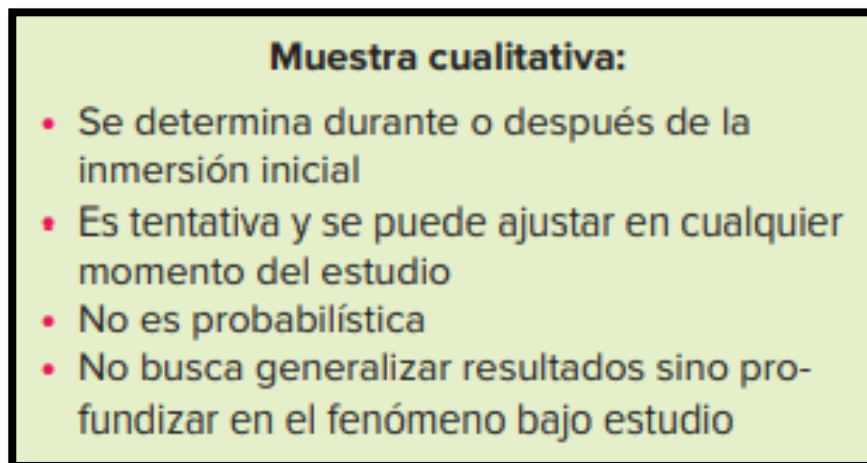 Muestra cualitativa:
• Se determina durante o después de la
inmersión inicial
• Es tentativa y se puede ajustar en cualquier
momento del estudio
• No es probabilística
• No busca generalizar resultados sino pro-
fundizar en el fenómeno bajo estudio